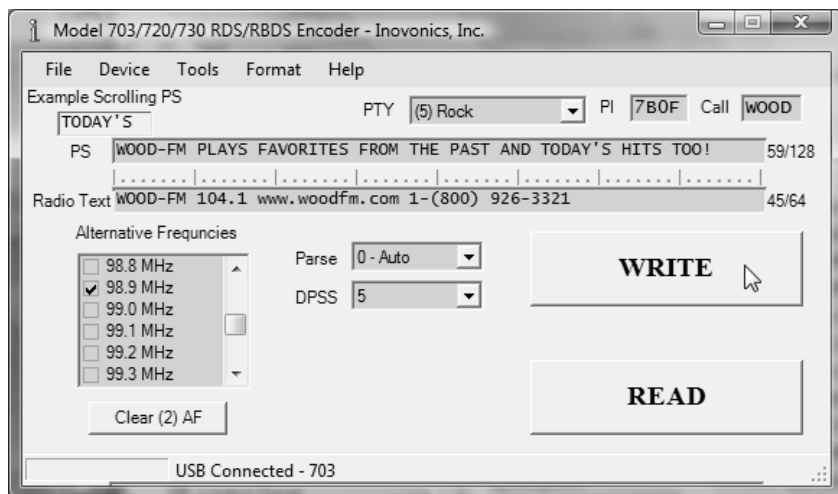 Model 703/720/730 RDS/RBDS Encoder - Inovonics, Inc.
File Device Tools Format Help
Example Scrolling PS
TODAY'S
PTY (5) Rock PI 7B0F Call WOOD
PS WOOD-FM PLAYS FAVORITES FROM THE PAST AND TODAY'S HITS TOO! 59/128
|.......|.......|.......|.......|.......|.......|.......|.......|.
Radio Text WOOD-FM 104.1 www.woodfm.com 1-(800) 926-3321 45/64
Alternative Frequncies
98.8 MHz
98.9 MHz
99.0 MHz
99.1 MHz
99.2 MHz
99.3 MHz
Clear (2) AF
Parse 0 - Auto
DPSS 5
WRITE
READ
USB Connected - 703